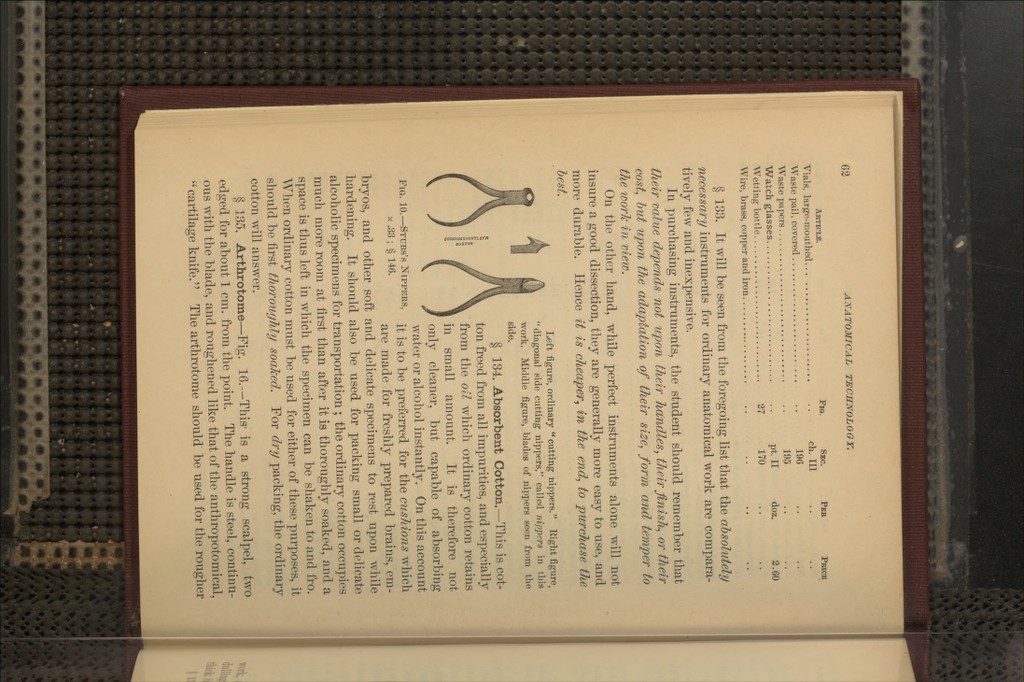 62 ANATOMICAL TECHNOLOGY.
ARTICLE. FIG. SEC. PER PRICE
Vials, large-mouthed.... .. ch. III .. ..
Waste pail, covered.... .. 196 .. ..
Waste papers.... .. 195 .. ..
Watch glasses.... .. pt. II doz. 2.60
Wetting bottle.... 27 170 .. ..
Wire, brass, copper and iron.... .. .. .. ..
§ 133. It will be seen from the foregoing list that the absolutely
necessary instruments for ordinary anatomical work are compara-
tively few and inexpensive.
In purchasing instruments, the student should remember that
their value depends not upon their handles, their finish, or their
cost, but upon the adaptation of their size, form and temper to
the work in view.
On the other hand, while perfect instruments alone will not
insure a good dissection, they are generally more easy to use, and
more durable. Hence it is cheaper, in the end, to purchase the
best.
FIG. 10.—STUBS'S NIPPERS,
× .33; § 146.
Left figure, ordinary "cutting nippers." Right figure,
"diagonal side cutting nippers," called nippers in this
work. Middle figure, blades of nippers seen from the
side.
§ 134. Absorbent Cotton.—This is cot-
ton freed from all impurities, and especially
from the oil which ordinary cotton retains
in small amount. It is therefore not
only cleaner, but capable of absorbing
water or alcohol instantly. On this account
it is to be preferred for the cushions which
are made for freshly prepared brains, em-
bryos, and other soft and delicate specimens to rest upon while
hardening. It should also be used for packing small or delicate
alcoholic specimens for transportation; the ordinary cotton occupies
much more room at first than after it is thoroughly soaked, and a
space is thus left in which the specimen can be shaken to and fro.
When ordinary cotton must be used for either of these purposes, it
should be first thoroughly soaked. For dry packing, the ordinary
cotton will answer.
§ 135. Arthrotome—Fig. 16.—This is a strong scalpel, two
edged for about 1 cm. from the point. The handle is steel, continu-
ous with the blade, and roughened like that of the anthropotomical,
"cartilage knife." The arthrotome should be used for the rougher